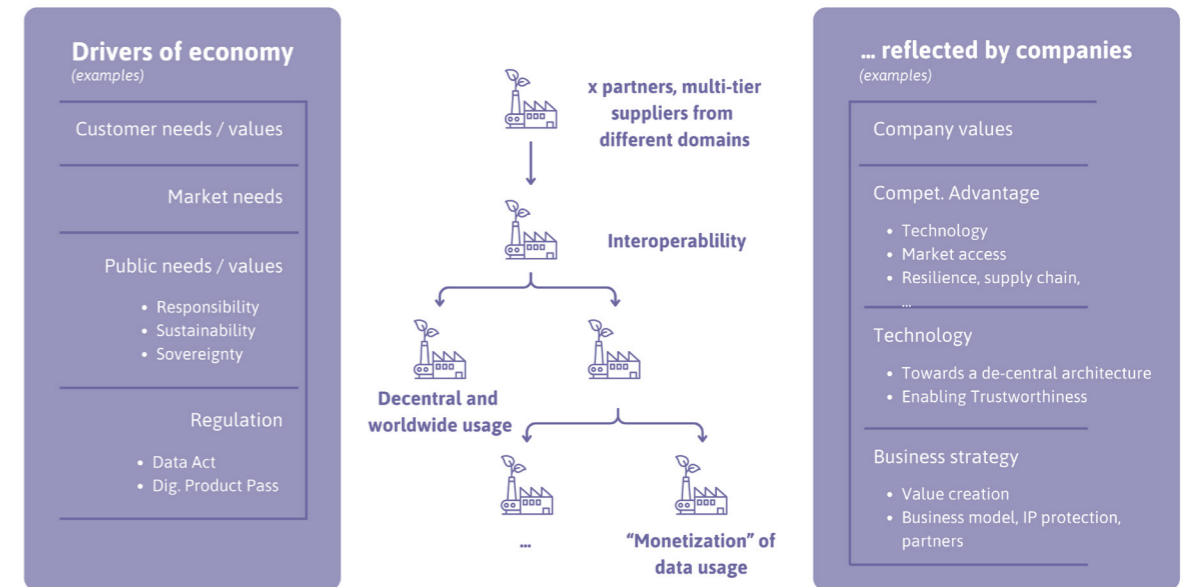 Drivers of economy
(examples)
Customer needs / values
Market needs
Public needs / values
• Responsibility
• Sustainability
• Sovereignty
Regulation
• Data Act
• Dig. Product Pass
x partners, multi-tier
suppliers from
different domains
Interoperablility
Decentral and
worldwide usage
...
“Monetization” of
data usage
... reflected by companies
(examples)
Company values
Compet. Advantage
• Technology
• Market access
• Resilience, supply chain,
...
Technology
• Towards a de-central architecture
• Enabling Trustworthiness
Business strategy
• Value creation
• Business model, IP protection,
partners